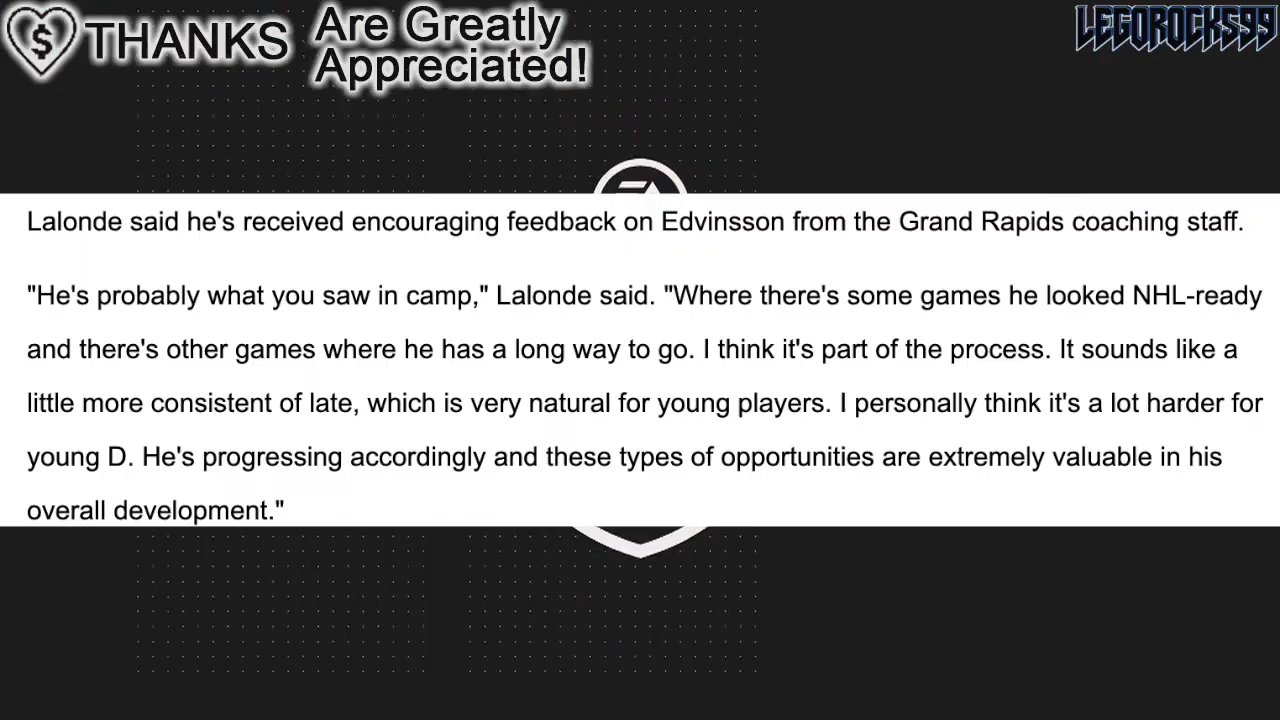 THANKS Are Greatly
Appreciated!
LEGOROCKS99
EA
Lalonde said he's received encouraging feedback on Edvinsson from the Grand Rapids coaching staff.
"He's probably what you saw in camp," Lalonde said. "Where there's some games he looked NHL-ready
and there's other games where he has a long way to go. I think it's part of the process. It sounds like a
little more consistent of late, which is very natural for young players. I personally think it's a lot harder for
young D. He's progressing accordingly and these types of opportunities are extremely valuable in his
overall development."